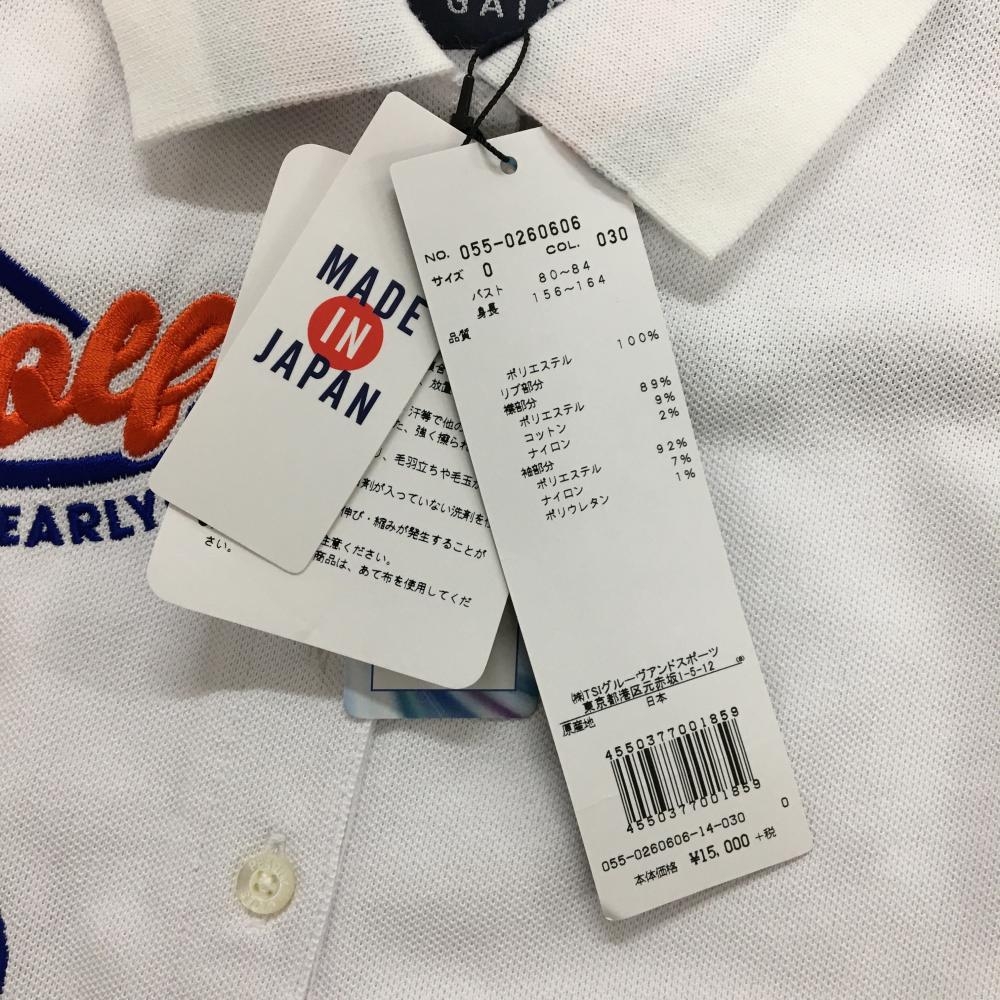 GAT
EARLY
MADE
IN
JAPAN
放置
汗等で他の
た、強く擦られ
り、毛羽立ちや毛玉が
剤が入っていない洗剤を使
伸び・縮みが発生することが
さい。
注意ください。
商品は、あて布を使用してくだ
NO. 055-0260606
COL. 030
サイズ 0
バスト 80~84
身長 156~164
品質
100%
ポリエステル
リブ部分
襟部分
89%
ポリエステル
9%
コットン
2%
ナイロン
袖部分
92%
ポリエステル
7%
ナイロン
1%
ポリウレタン
㈱TSIグルーヴアンドスポーツ
東京都港区元赤坂1-5-12
原産地 日本
4550377001859
4550377001859
0
055-0260606-14-030
本体価格 ¥15,000 +税